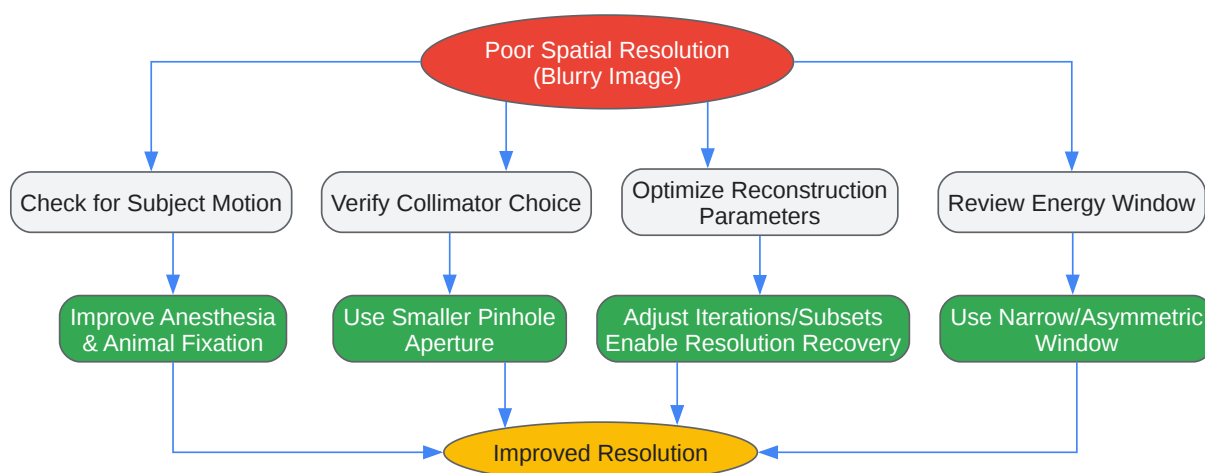 Poor Spatial Resolution
(Blurry Image)
Check for Subject Motion
Verify Collimator Choice
Optimize Reconstruction
Parameters
Review Energy Window
Improve Anesthesia
& Animal Fixation
Use Smaller Pinhole
Aperture
Adjust Iterations/Subsets
Enable Resolution Recovery
Use Narrow/Asymmetric
Window
Improved Resolution